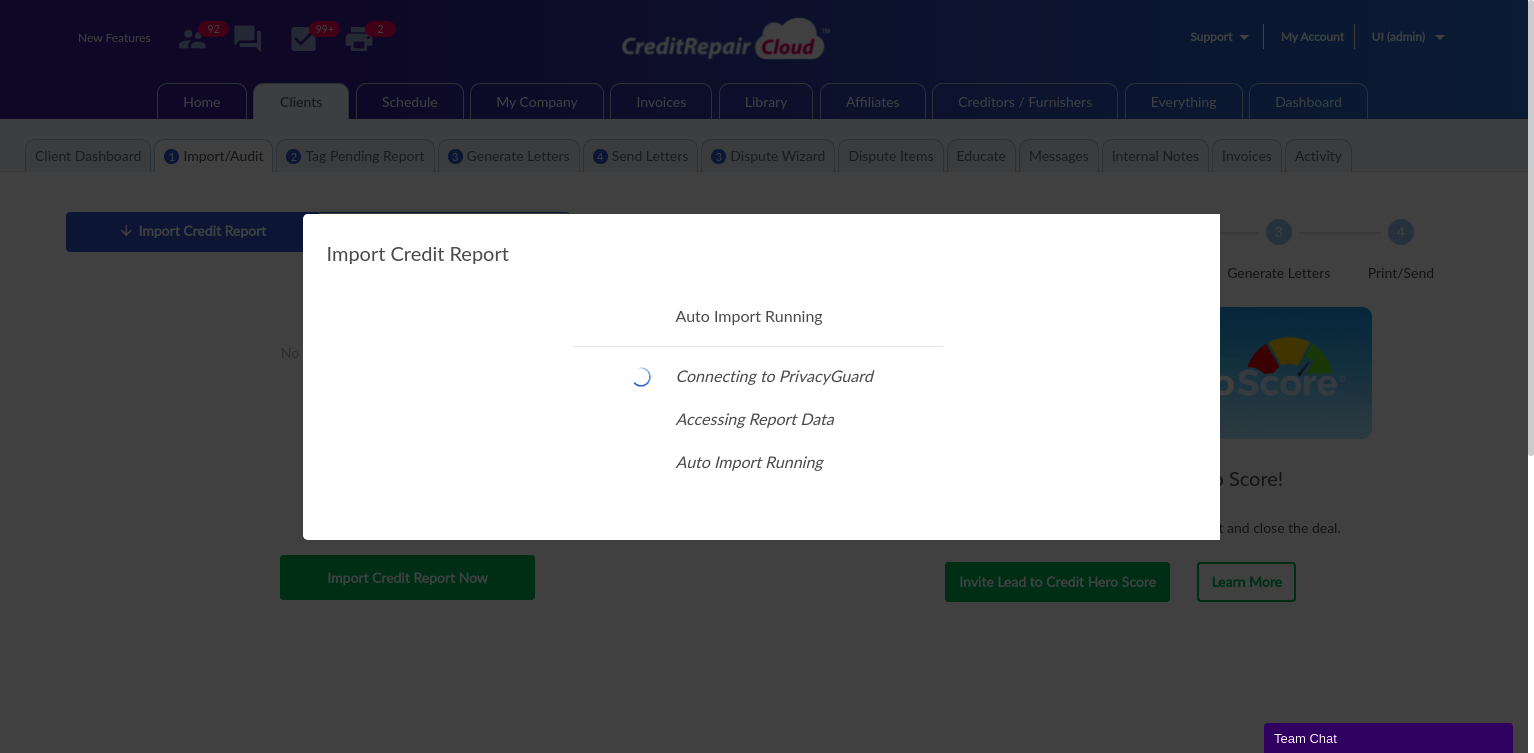 New Features
92
99+
2
CreditRepair Cloud™
Support
My Account
UI (admin)
Home
Clients
Schedule
My Company
Invoices
Library
Affiliates
Creditors / Furnishers
Everything
Dashboard
Client Dashboard
1 Import/Audit
2 Tag Pending Report
3 Generate Letters
4 Send Letters
3 Dispute Wizard
Dispute Items
Educate
Messages
Internal Notes
Invoices
Activity
Import Credit Report
3
4
Generate Letters
Print/Send
Import Credit Report
Auto Import Running
Connecting to PrivacyGuard
Accessing Report Data
Auto Import Running
No
Score
Score!
and close the deal.
Import Credit Report Now
Invite Lead to Credit Hero Score
Learn More
Team Chat